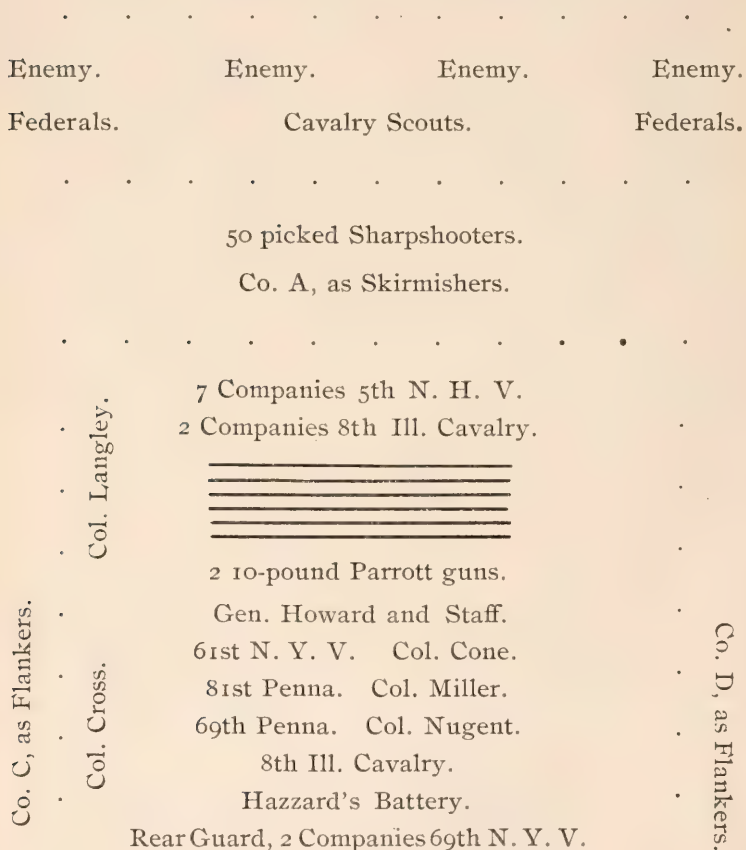 Enemy. Enemy. Enemy. Enemy.
Federals. Cavalry Scouts. Federals.
50 picked Sharpshooters.
Co. A, as Skirmishers.
7 Companies 5th N. H. V.
2 Companies 8th Ill. Cavalry.
Col. Langley.
2 10-pound Parrott guns.
Gen. Howard and Staff.
61st N. Y. V. Col. Cone.
81st Penna. Col. Miller.
69th Penna. Col. Nugent.
8th Ill. Cavalry.
Hazzard's Battery.
Rear Guard, 2 Companies 69th N. Y. V.
Co. C, as Flankers.
Col. Cross.
Co. D, as Flankers.